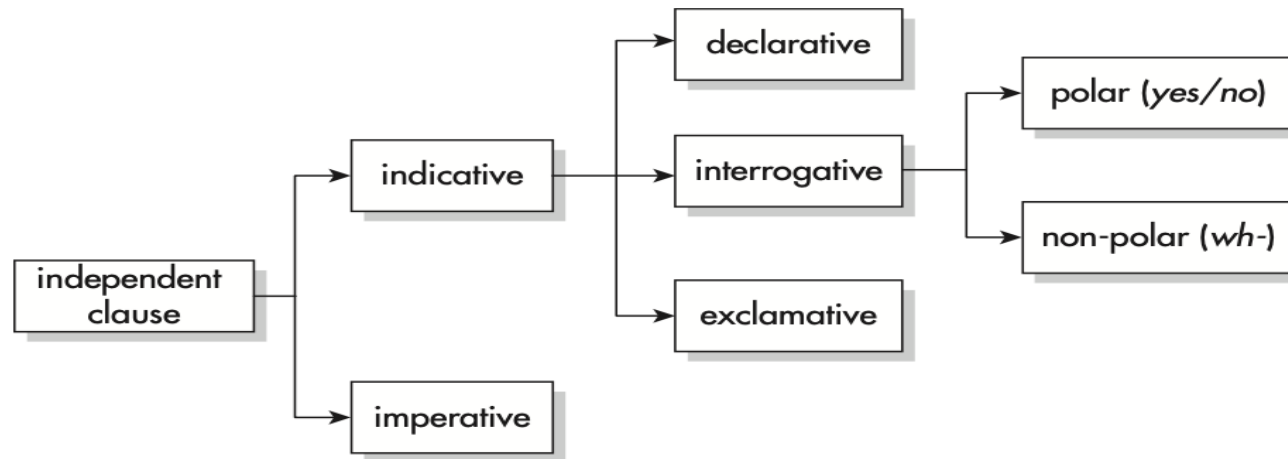 declarative
polar (yes/no)
indicative
interrogative
non-polar (wh-)
independent
clause
exclamative
imperative